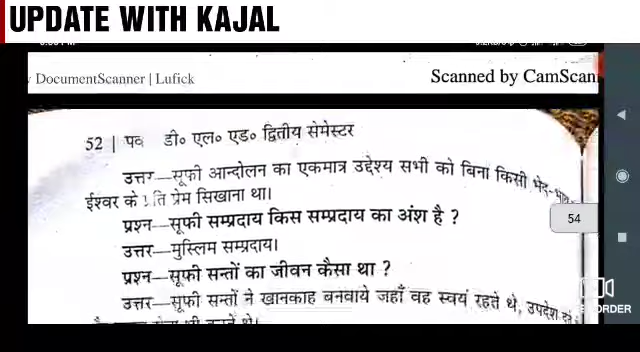 UPDATE WITH KAJAL
DocumentScanner | Lufick
Scanned by CamScan
52 | पव डी० एल० एड० द्वितीय सेमेस्टर
उत्तर—सूफी आन्दोलन का एकमात्र उद्देश्य सभी को बिना किसी भेद-भाव
ईश्वर के प्रति प्रेम सिखाना था।
54
प्रश्न—सूफी सम्प्रदाय किस सम्प्रदाय का अंश है ?
उत्तर—मुस्लिम सम्प्रदाय।
प्रश्न—सूफी सन्तों का जीवन कैसा था ?
उत्तर—सूफी सन्तों ने खानकाह बनवाये जहाँ वह स्वयं रहते थे, उपदेश देते
ORDER